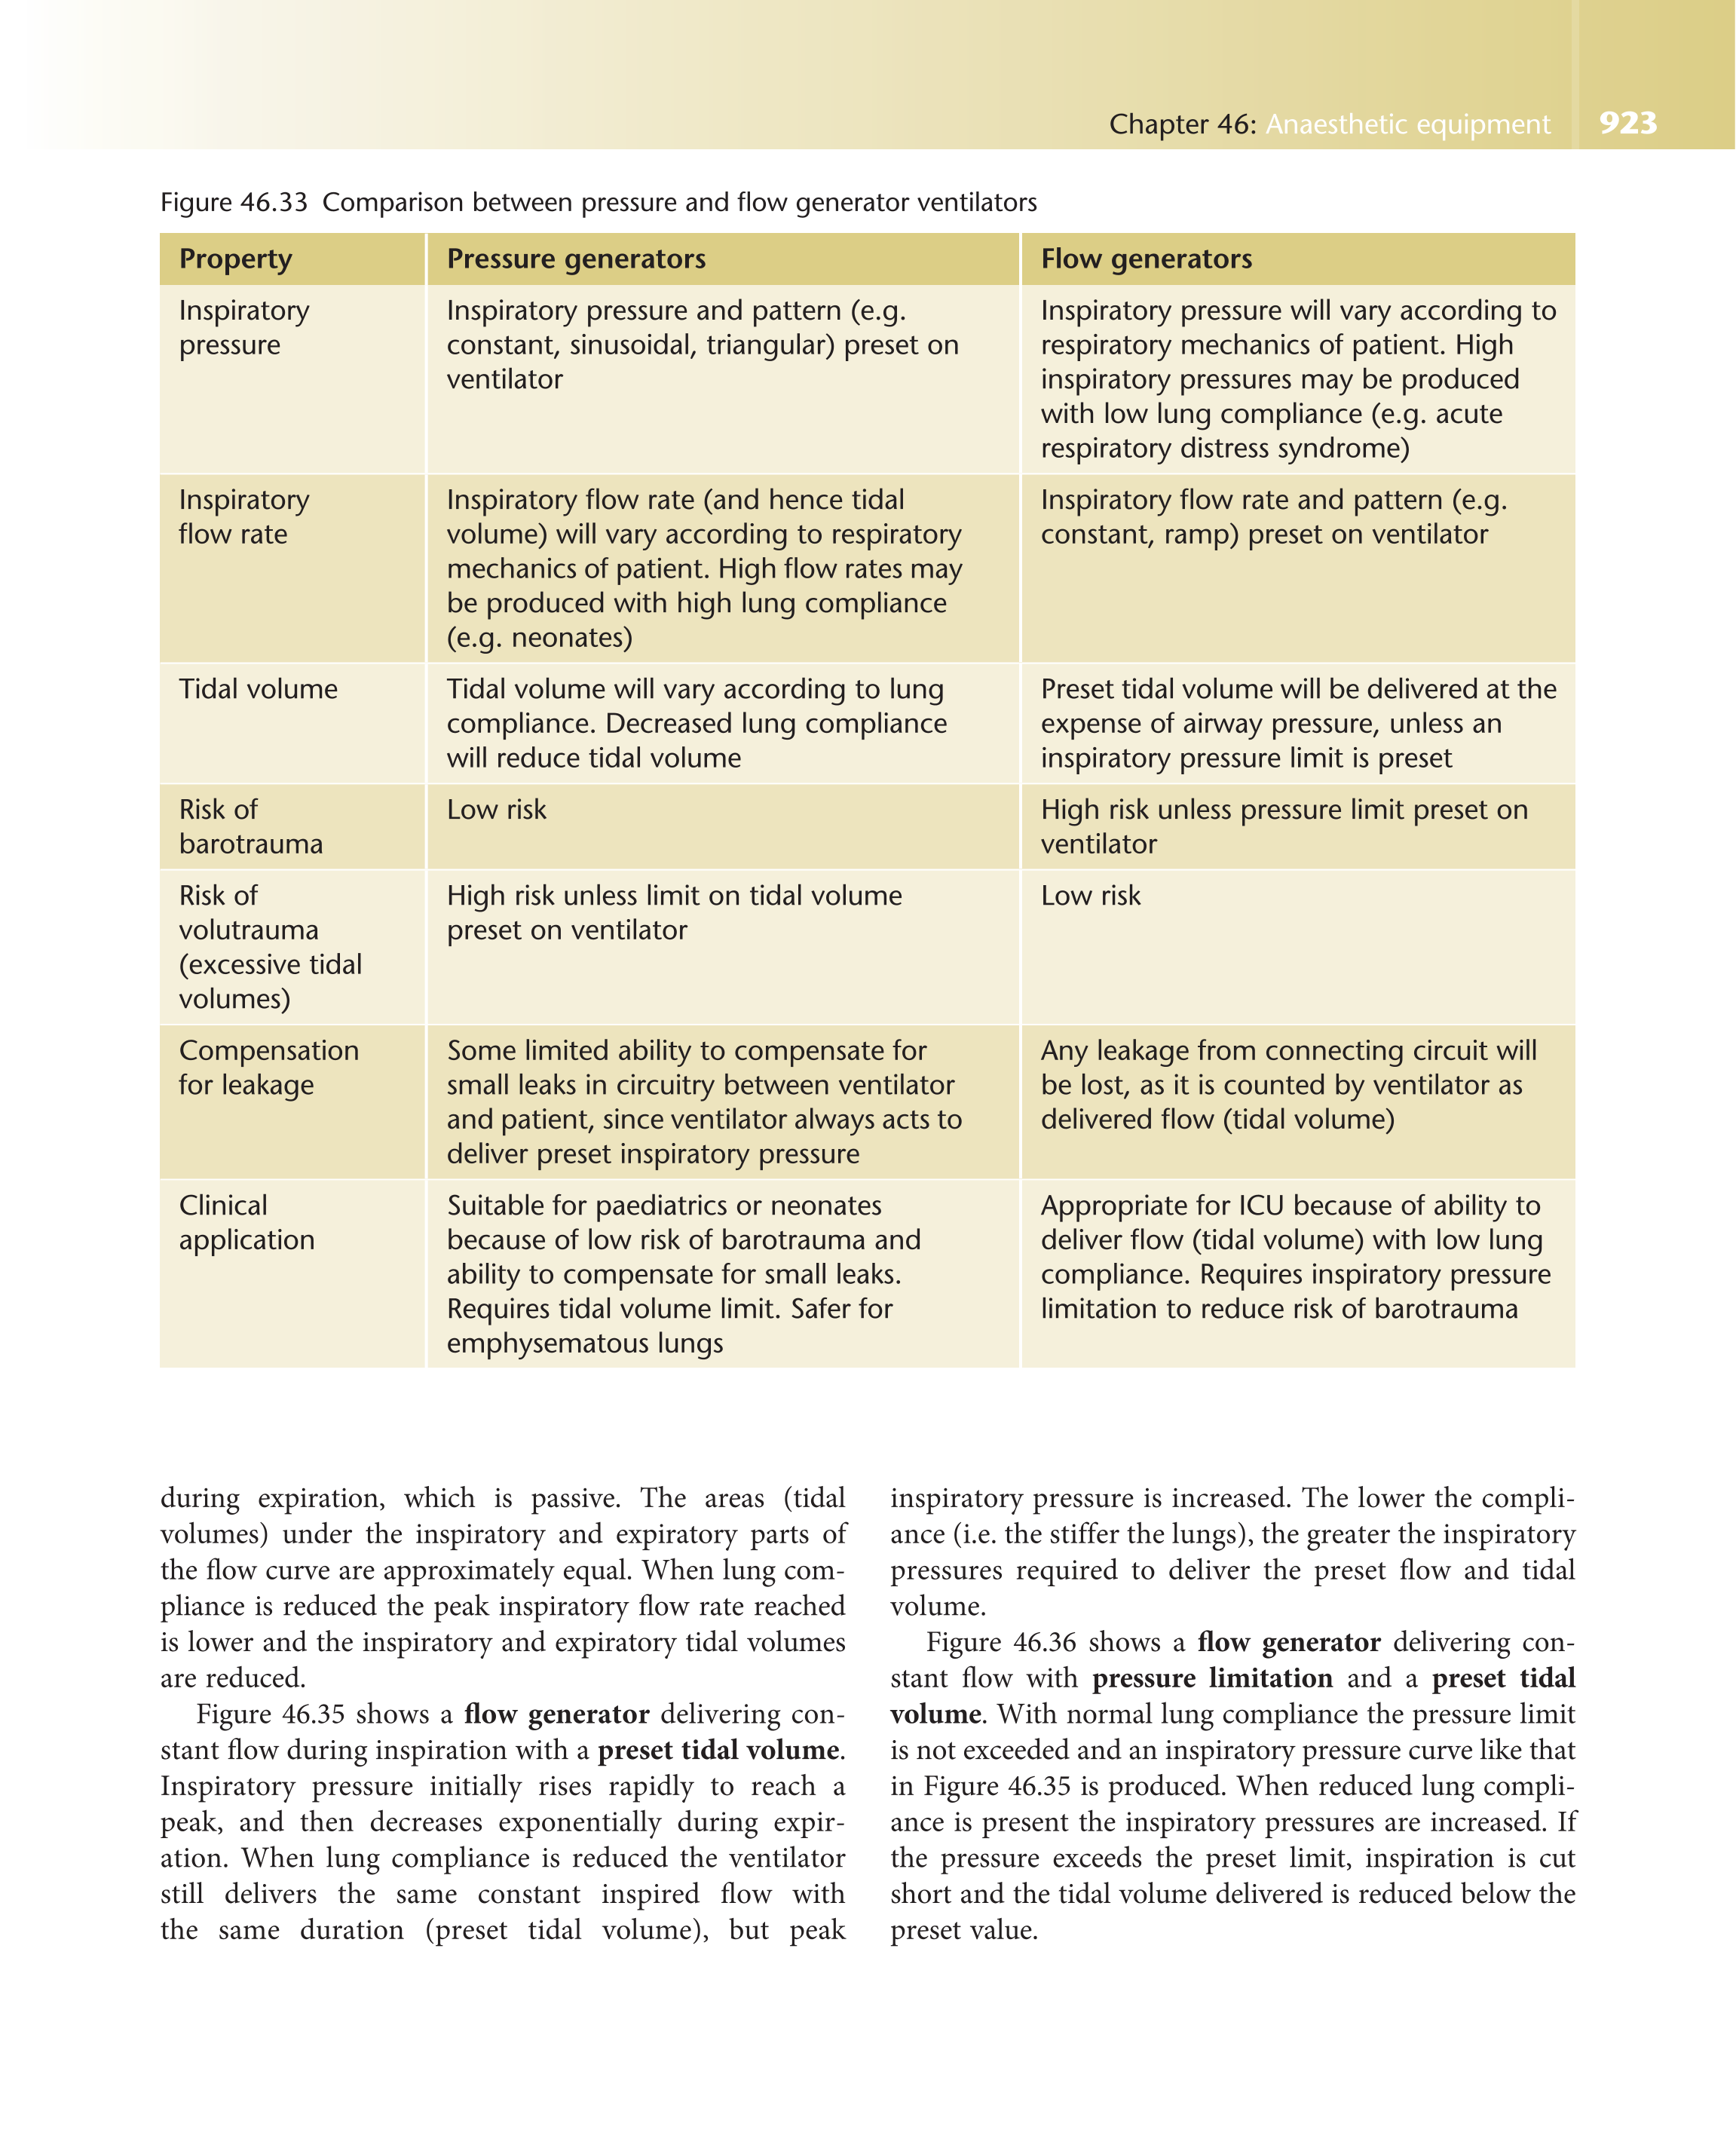 Chapter 46: Anaesthetic equipment 923
Figure 46.33 Comparison between pressure and flow generator ventilators
Property
Pressure generators
Flow generators
Inspiratory
pressure
Inspiratory pressure and pattern (e.g.
constant, sinusoidal, triangular) preset on
ventilator
Inspiratory pressure will vary according to
respiratory mechanics of patient. High
inspiratory pressures may be produced
with low lung compliance (e.g. acute
respiratory distress syndrome)
Inspiratory
flow rate
Inspiratory flow rate (and hence tidal
volume) will vary according to respiratory
mechanics of patient. High flow rates may
be produced with high lung compliance
(e.g. neonates)
Inspiratory flow rate and pattern (e.g.
constant, ramp) preset on ventilator
Tidal volume
Tidal volume will vary according to lung
compliance. Decreased lung compliance
will reduce tidal volume
Preset tidal volume will be delivered at the
expense of airway pressure, unless an
inspiratory pressure limit is preset
Risk of
barotrauma
Low risk
High risk unless pressure limit preset on
ventilator
Risk of
volutrauma
(excessive tidal
volumes)
High risk unless limit on tidal volume
preset on ventilator
Low risk
Compensation
for leakage
Some limited ability to compensate for
small leaks in circuitry between ventilator
and patient, since ventilator always acts to
deliver preset inspiratory pressure
Any leakage from connecting circuit will
be lost, as it is counted by ventilator as
delivered flow (tidal volume)
Clinical
application
Suitable for paediatrics or neonates
because of low risk of barotrauma and
ability to compensate for small leaks.
Requires tidal volume limit. Safer for
emphysematous lungs
Appropriate for ICU because of ability to
deliver flow (tidal volume) with low lung
compliance. Requires inspiratory pressure
limitation to reduce risk of barotrauma
during expiration, which is passive. The areas (tidal
volumes) under the inspiratory and expiratory parts of
the flow curve are approximately equal. When lung com-
pliance is reduced the peak inspiratory flow rate reached
is lower and the inspiratory and expiratory tidal volumes
are reduced.
Figure 46.35 shows a flow generator delivering con-
stant flow during inspiration with a preset tidal volume.
Inspiratory pressure initially rises rapidly to reach a
peak, and then decreases exponentially during expir-
ation. When lung compliance is reduced the ventilator
still delivers the same constant inspired flow with
the same duration (preset tidal volume), but peak
inspiratory pressure is increased. The lower the compli-
ance (i.e. the stiffer the lungs), the greater the inspiratory
pressures required to deliver the preset flow and tidal
volume.
Figure 46.36 shows a flow generator delivering con-
stant flow with pressure limitation and a preset tidal
volume. With normal lung compliance the pressure limit
is not exceeded and an inspiratory pressure curve like that
in Figure 46.35 is produced. When reduced lung compli-
ance is present the inspiratory pressures are increased. If
the pressure exceeds the preset limit, inspiration is cut
short and the tidal volume delivered is reduced below the
preset value.